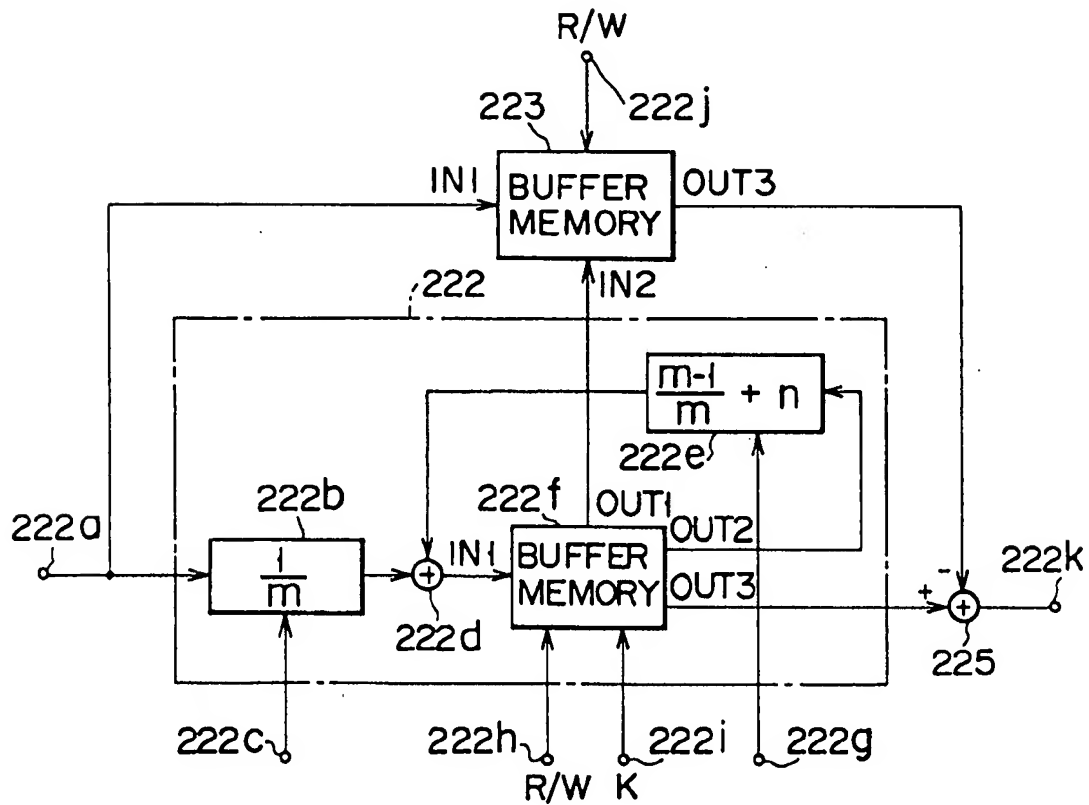 R/W
222j
223
IN1
BUFFER
MEMORY
OUT3
IN2
222
m-1
m
+ n
222e
222f
OUT1
OUT2
222b
222a
1
m
+
IN1
BUFFER
MEMORY
OUT3
222d
-
+
+
222k
225
222c
222h
R/W
222i
K
222g